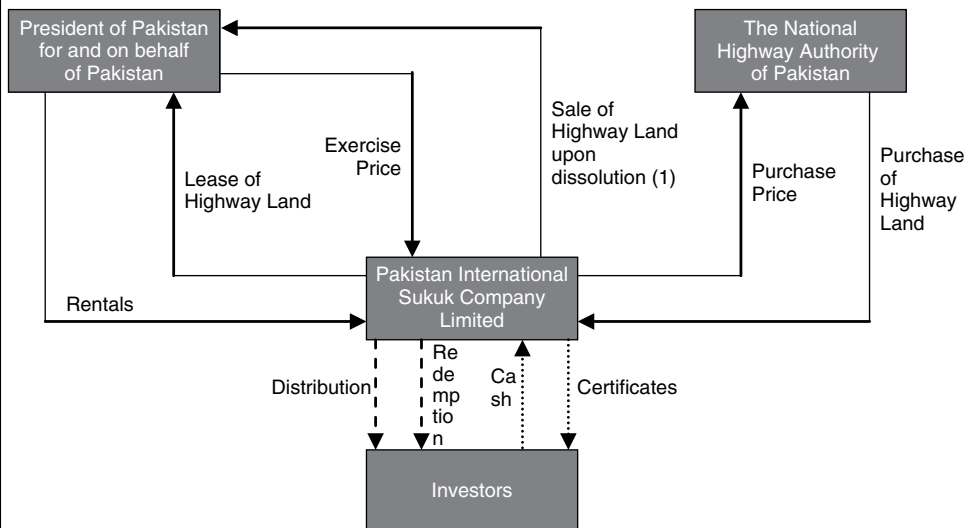 President of Pakistan
for and on behalf
of Pakistan
The National
Highway Authority
of Pakistan
Sale of
Highway Land
upon
dissolution (1)
Exercise
Price
Lease of
Highway Land
Purchase
Price
Purchase
of
Highway
Land
Rentals
Pakistan International
Sukuk Company
Limited
Distribution
Re
de
mp
tio
n
Ca
sh
Certificates
Investors